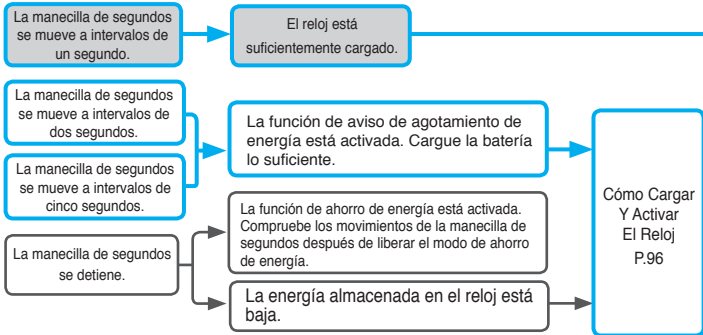 La manecilla de segundos
se mueve a intervalos de
un segundo.
El reloj está
suficientemente cargado.
La manecilla de segundos
se mueve a intervalos de
dos segundos.
La manecilla de segundos
se mueve a intervalos de
cinco segundos.
La función de aviso de agotamiento de
energía está activada. Cargue la batería
lo suficiente.
La manecilla de segundos
se detiene.
La función de ahorro de energía está activada.
Compruebe los movimientos de la manecilla de
segundos después de liberar el modo de ahorro
de energía.
La energía almacenada en el reloj está
baja.
Cómo Cargar
Y Activar
El Reloj
P.96